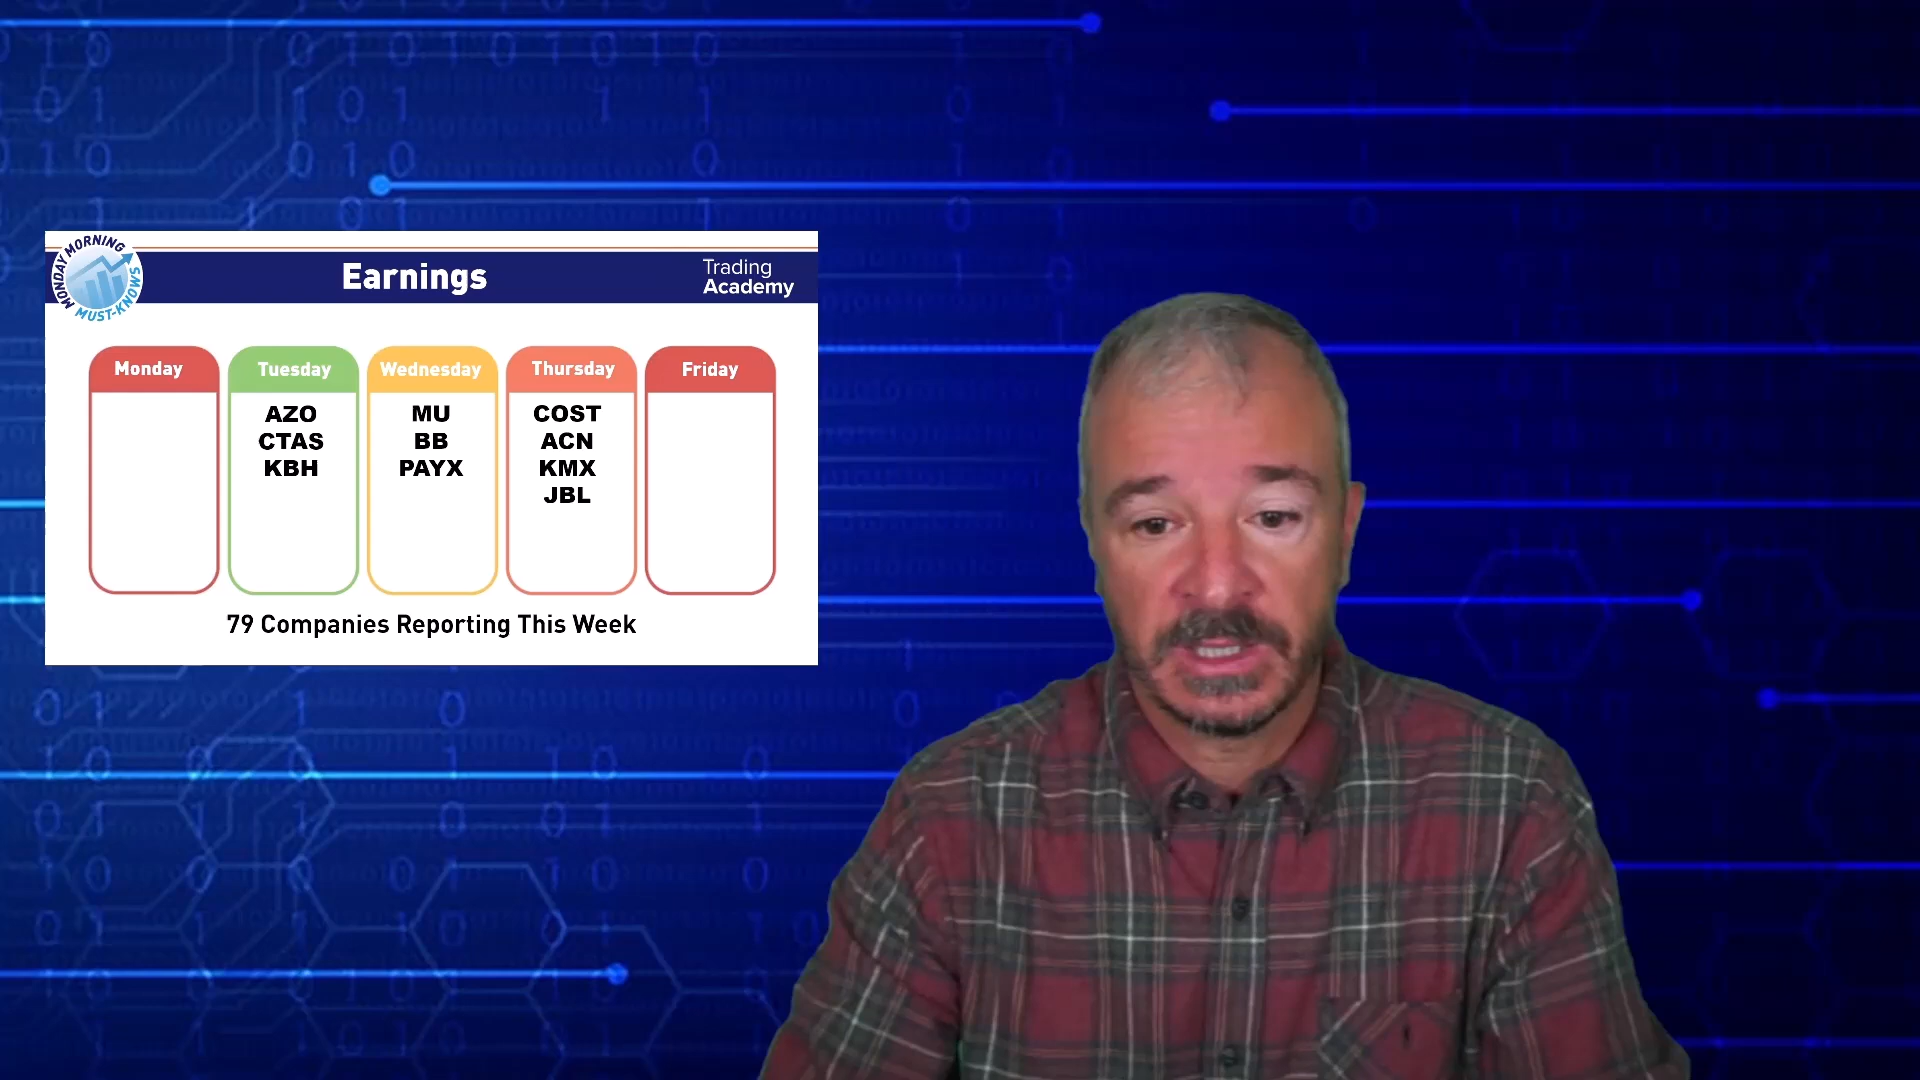 MONDAY MORNING
MUST-KNOWS
Earnings
Trading
Academy
Monday
Tuesday
AZO
CTAS
KBH
Wednesday
MU
BB
PAYX
Thursday
COST
ACN
KMX
JBL
Friday
79 Companies Reporting This Week